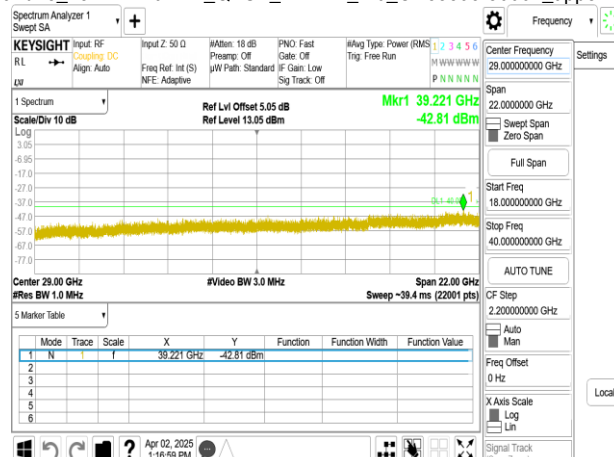 Spectrum Analyzer 1
Swept SA
Frequency
Settings
KEYSIGHT
RL
Input: RF
Coupling: DC
Align: Auto
Input Z: 50 Ω
Freq Ref: Int (S)
NFE: Adaptive
#Atten: 18 dB
Preamp: Off
µW Path: Standard
PNO: Fast
Gate: Off
IF Gain: Low
Sig Track: Off
#Avg Type: Power (RMS
Trig: Free Run
1 2 3 4 5 6
M W W W W W
P N N N N N
1 Spectrum
Scale/Div 10 dB
Ref Lvl Offset 5.05 dB
Ref Level 13.05 dBm
Mkr1 39.221 GHz
-42.81 dBm
Log
3.05
-6.95
-17.0
-27.0
-37.0
-47.0
-57.0
-67.0
-77.0
1
Center 29.00 GHz
#Res BW 1.0 MHz
#Video BW 3.0 MHz
Span 22.00 GHz
Sweep ~39.4 ms (22001 pts)
5 Marker Table
Mode Trace Scale X Y Function Function Width Function Value
1 N 1 f 39.221 GHz -42.81 dBm
2
3
4
5
6
Apr 02, 2025
1:16:59 PM
Center Frequency
29.000000000 GHz
Span
22.0000000 GHz
Swept Span
Zero Span
Full Span
Start Freq
18.000000000 GHz
Stop Freq
40.000000000 GHz
AUTO TUNE
CF Step
2.200000000 GHz
Auto
Man
Freq Offset
0 Hz
X Axis Scale
Log
Lin
Signal Track
Local